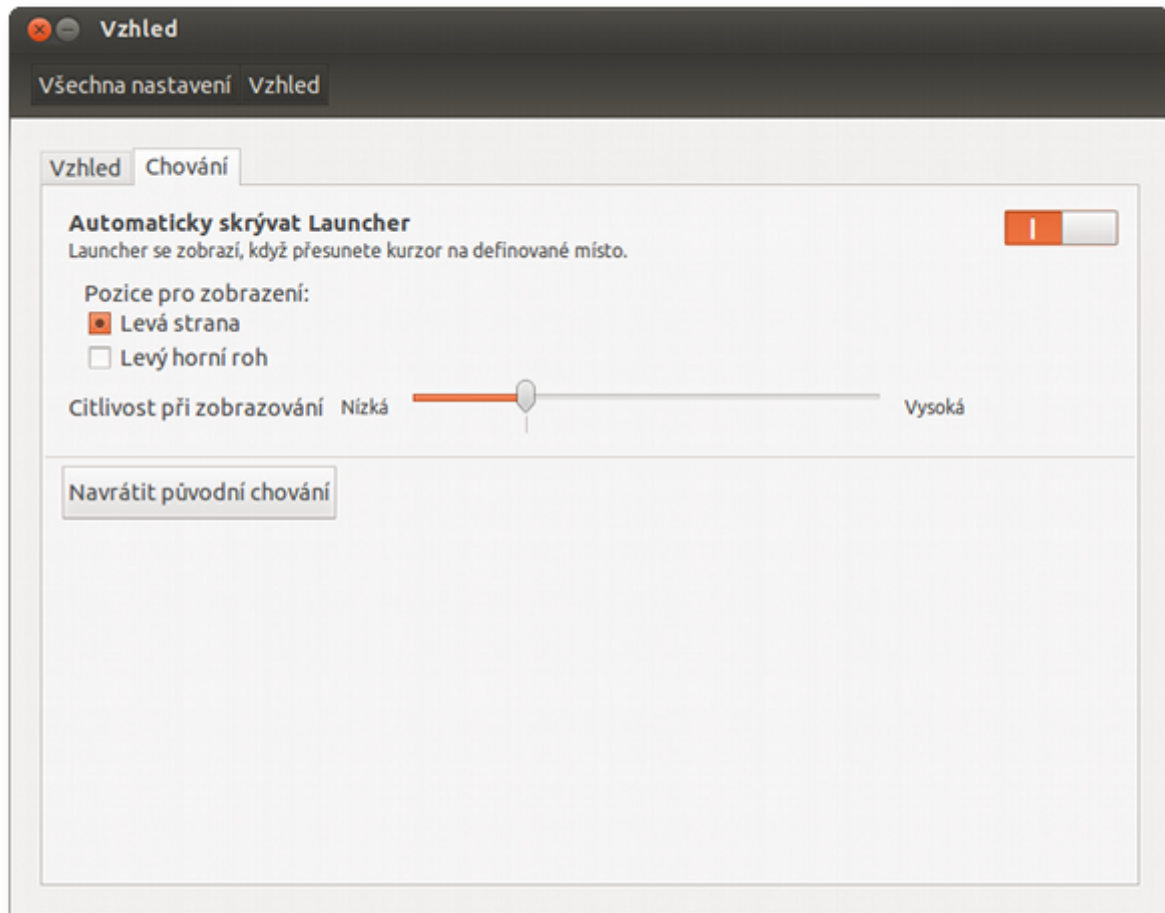 Vzhled
Všechna nastavení Vzhled
Vzhled Chování
Automaticky skrývat Launcher
Launcher se zobrazí, když přesunete kurzor na definované místo.
Pozice pro zobrazení:
Levá strana
Levý horní roh
Citlivost při zobrazování Nízká Vysoká
Navrátit původní chování